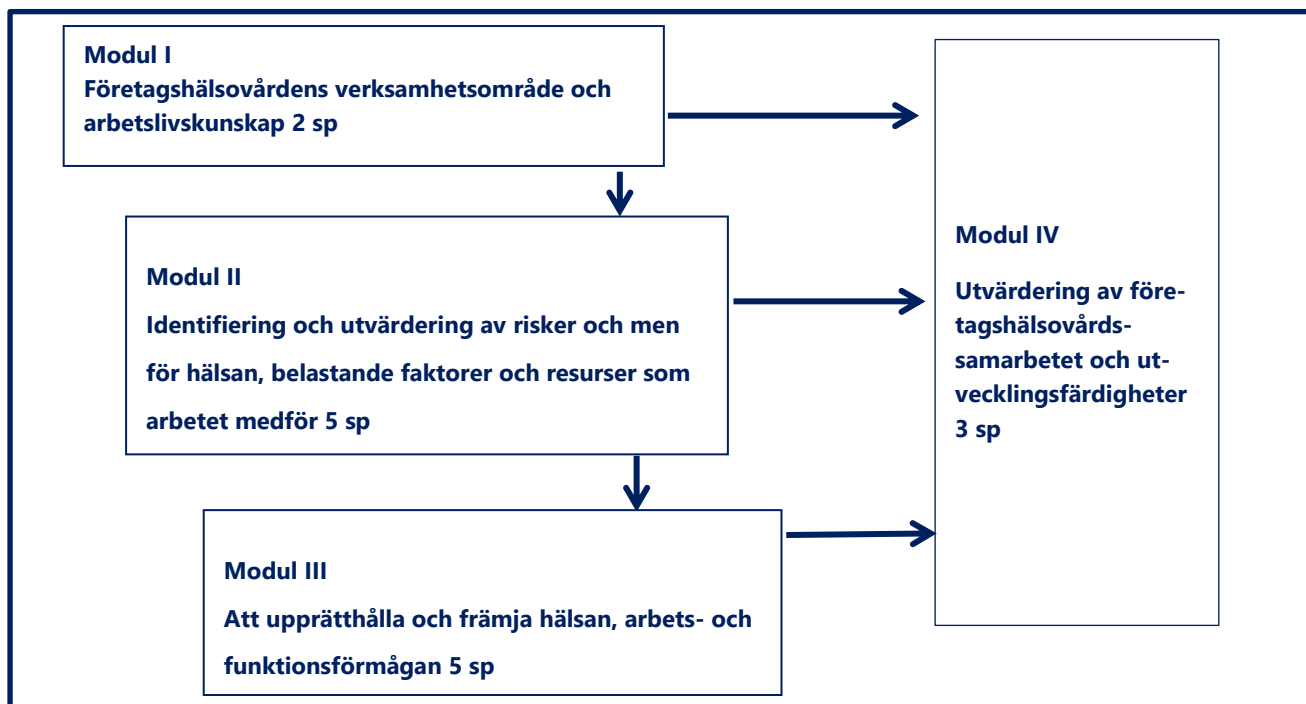 Modul I
Företagshälsovårdens verksamhetsområde och
arbetslivskunskap 2 sp
Modul II
Identifiering och utvärdering av risker och men
för hälsan, belastande faktorer och resurser som
arbetet medför 5 sp
Modul III
Att upprätthålla och främja hälsan, arbets- och
funktionsförmågan 5 sp
Modul IV
Utvärdering av före-
tagshälsovårds-
samarbetet och ut-
vecklingsfärdigheter
3 sp